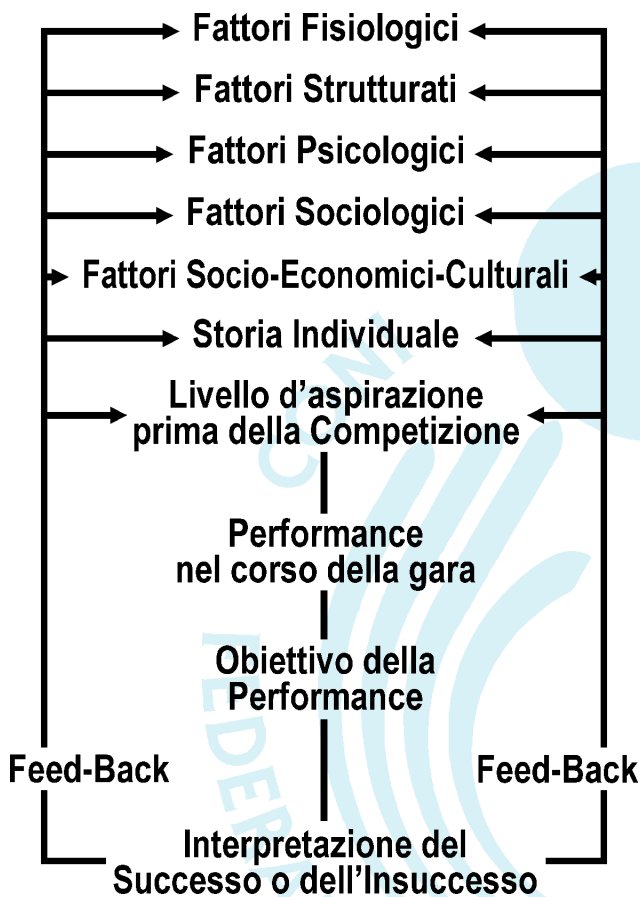 Fattori Fisiologici
Fattori Strutturati
Fattori Psicologici
Fattori Sociologici
Fattori Socio-Economici-Culturali
Storia Individuale
Livello d’aspirazione
prima della Competizione
Performance
nel corso della gara
Obiettivo della
Performance
Feed-Back
Feed-Back
Interpretazione del
Successo o dell’Insuccesso
CONI